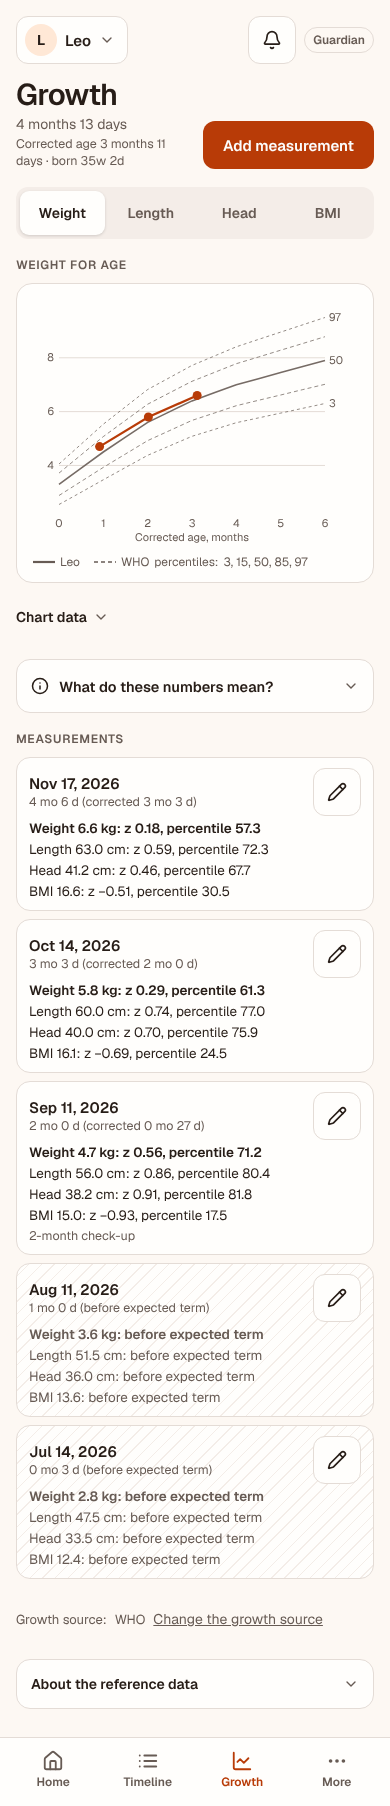 L Leo
Guardian
Growth
4 months 13 days
Corrected age 3 months 11
days · born 35w 2d
Add measurement
Weight Length Head BMI
WEIGHT FOR AGE
97
8
50
6
3
4
0 1 2 3 4 5 6
Corrected age, months
Leo WHO percentiles: 3, 15, 50, 85, 97
Chart data
What do these numbers mean?
MEASUREMENTS
Nov 17, 2026
4 mo 6 d (corrected 3 mo 3 d)
Weight 6.6 kg: z 0.18, percentile 57.3
Length 63.0 cm: z 0.59, percentile 72.3
Head 41.2 cm: z 0.46, percentile 67.7
BMI 16.6: z −0.51, percentile 30.5
Oct 14, 2026
3 mo 3 d (corrected 2 mo 0 d)
Weight 5.8 kg: z 0.29, percentile 61.3
Length 60.0 cm: z 0.74, percentile 77.0
Head 40.0 cm: z 0.70, percentile 75.9
BMI 16.1: z −0.69, percentile 24.5
Sep 11, 2026
2 mo 0 d (corrected 0 mo 27 d)
Weight 4.7 kg: z 0.56, percentile 71.2
Length 56.0 cm: z 0.86, percentile 80.4
Head 38.2 cm: z 0.91, percentile 81.8
BMI 15.0: z −0.93, percentile 17.5
2-month check-up
Aug 11, 2026
1 mo 0 d (before expected term)
Weight 3.6 kg: before expected term
Length 51.5 cm: before expected term
Head 36.0 cm: before expected term
BMI 13.6: before expected term
Jul 14, 2026
0 mo 3 d (before expected term)
Weight 2.8 kg: before expected term
Length 47.5 cm: before expected term
Head 33.5 cm: before expected term
BMI 12.4: before expected term
Growth source: WHO Change the growth source
About the reference data
Home Timeline Growth More